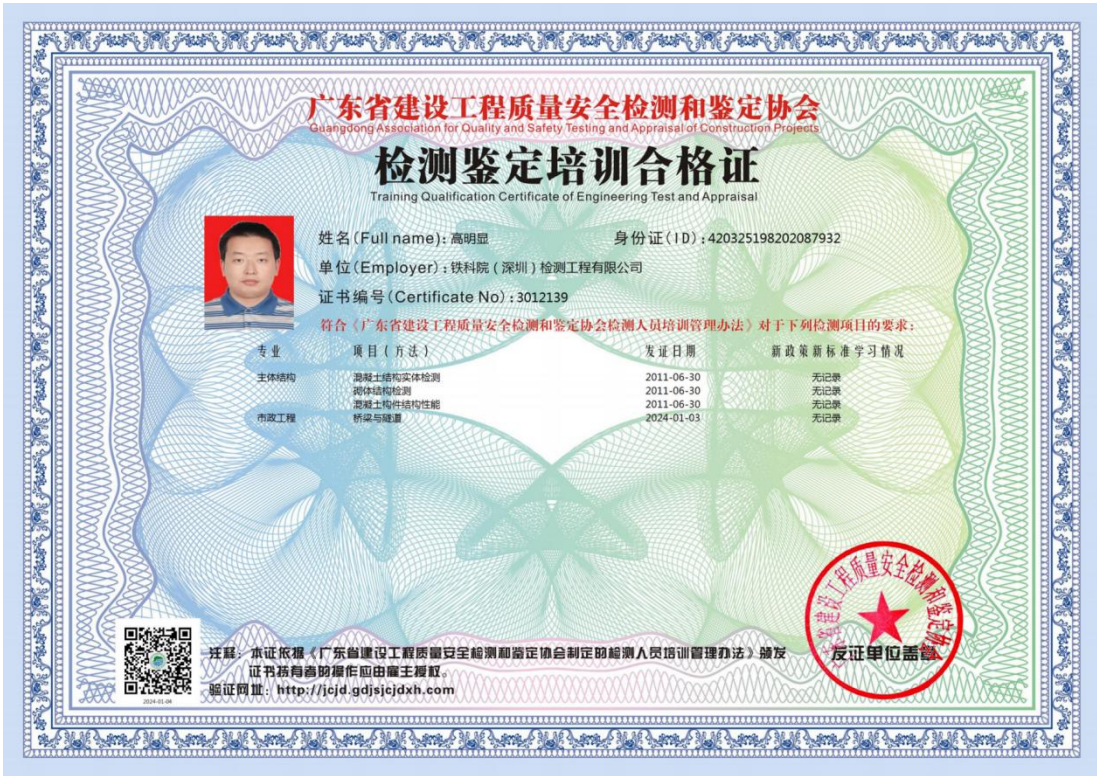 广东省建设工程质量安全检测和鉴定协会
Guangdong Association for Quality and Safety Testing and Appraisal of Construction Projects
检测鉴定培训合格证
Training Qualification Certificate of Engineering Test and Appraisal
姓名(Full name): 高明显 身份证(ID): 420325198202087932
单位(Employer): 铁科院（深圳）检测工程有限公司
证书编号(Certificate No): 3012139
符合《广东省建设工程质量安全检测和鉴定协会检测人员培训管理办法》对于下列检测项目的要求:
专业 项目(方法) 发证日期 新政策新标准学习情况
主体结构 混凝土结构实体检测 2011-06-30 无记录
砌体结构检测 2011-06-30 无记录
混凝土构件结构性能 2011-06-30 无记录
市政工程 桥梁与隧道 2024-01-03 无记录
注释：本证依据《广东省建设工程质量安全检测和鉴定协会制定的检测人员培训管理办法》颁发
证书持有者的操作应由雇主授权。
验证网址：http://jcjd.gdjsjcjdxh.com
2024-01-04
广东省建设工程质量安全检测和鉴定协会
发证单位盖章